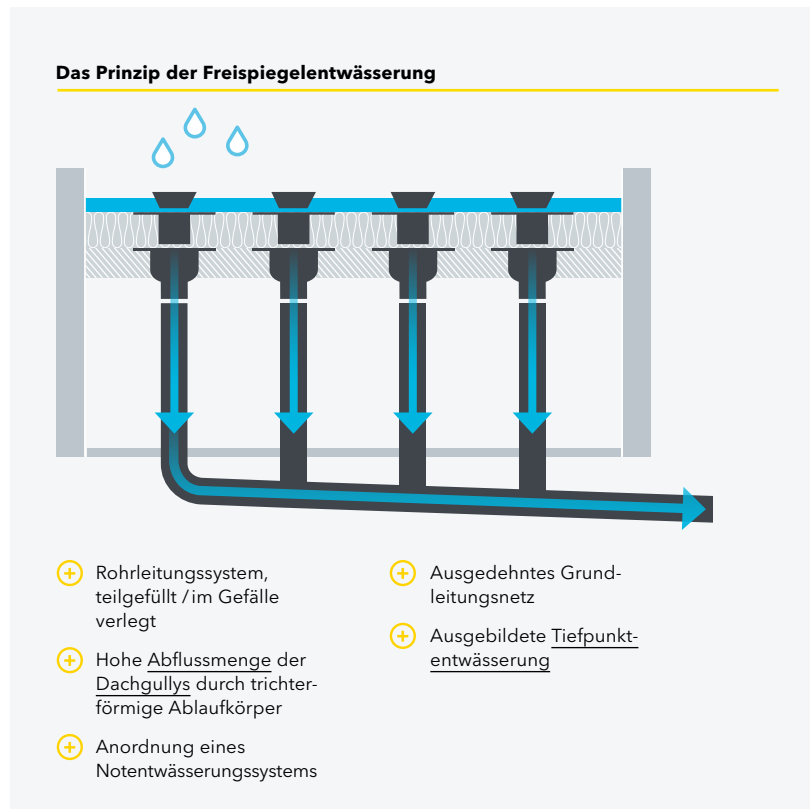 Das Prinzip der Freispiegelentwässerung
Rohrleitungssystem,
teilgefüllt / im Gefälle
verlegt
Hohe Abflussmenge der
Dachgullys durch trichter-
förmige Ablaufkörper
Anordnung eines
Notentwässerungssystems
Ausgedehntes Grund-
leitungsnetz
Ausgebildete Tiefpunkt-
entwässerung